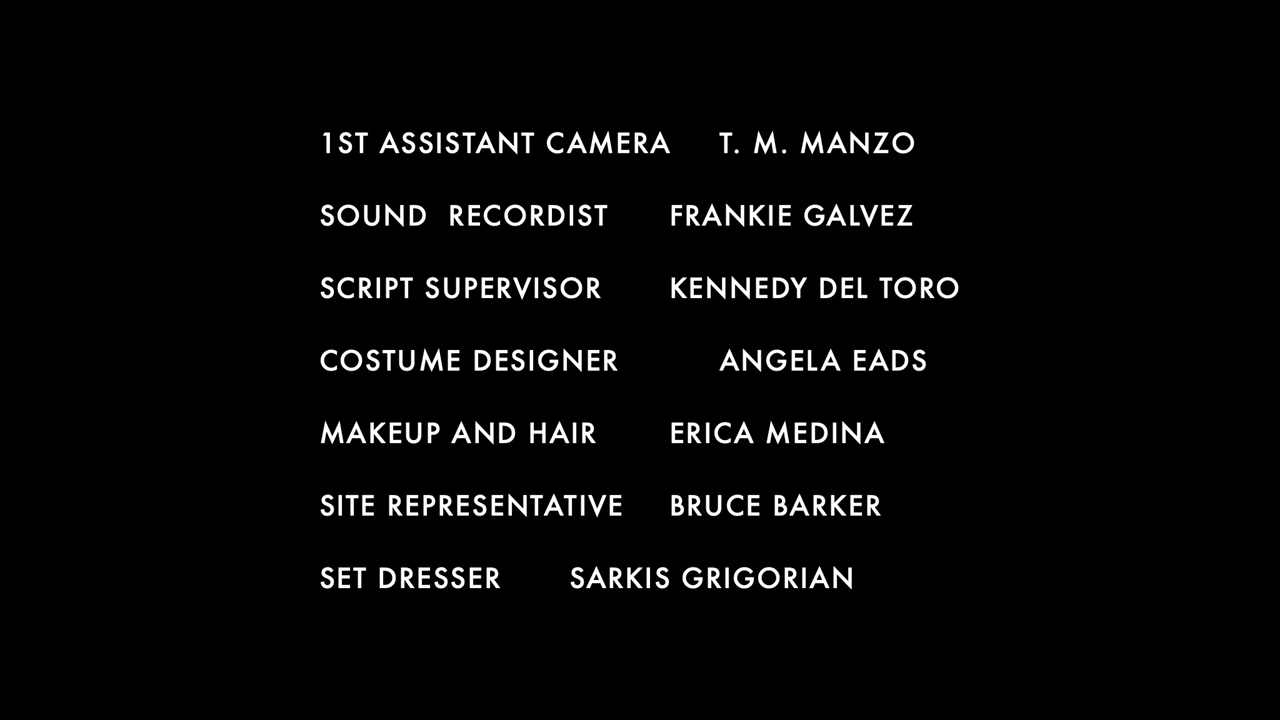 1ST ASSISTANT CAMERA T. M. MANZO
SOUND RECORDIST FRANKIE GALVEZ
SCRIPT SUPERVISOR KENNEDY DEL TORO
COSTUME DESIGNER ANGELA EADS
MAKEUP AND HAIR ERICA MEDINA
SITE REPRESENTATIVE BRUCE BARKER
SET DRESSER SARKIS GRIGORIAN